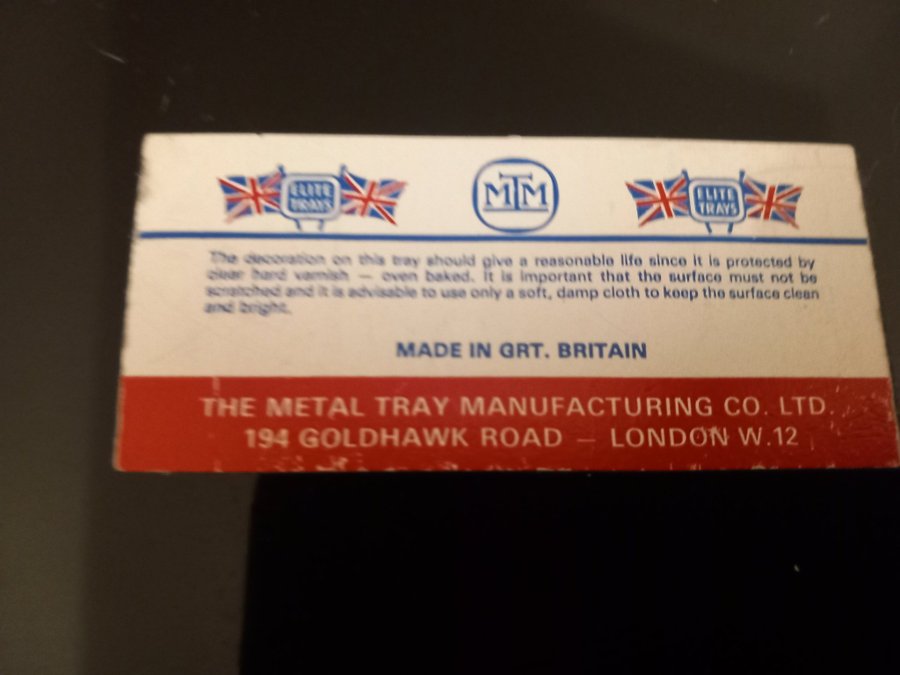 ELITE TRAYS MTM ELITE TRAYS
The decoration on this tray should give a reasonable life since it is protected by
clear hard varnish — oven baked. It is important that the surface must not be
scratched and it is advisable to use only a soft, damp cloth to keep the surface clean
and bright.
MADE IN GRT. BRITAIN
THE METAL TRAY MANUFACTURING CO. LTD.
194 GOLDHAWK ROAD — LONDON W.12